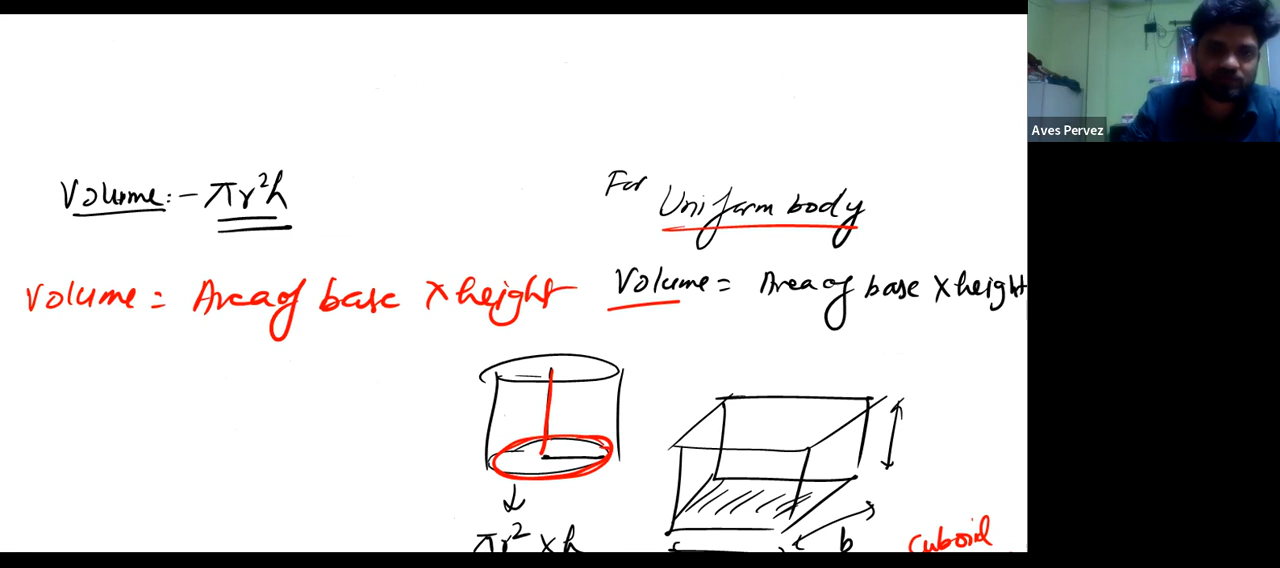 Aves Pervez
Volume:- πr²h
For
Uniform body
Volume = Area of base × height
Volume = Area of base × height
πr² × h
b
cuboid